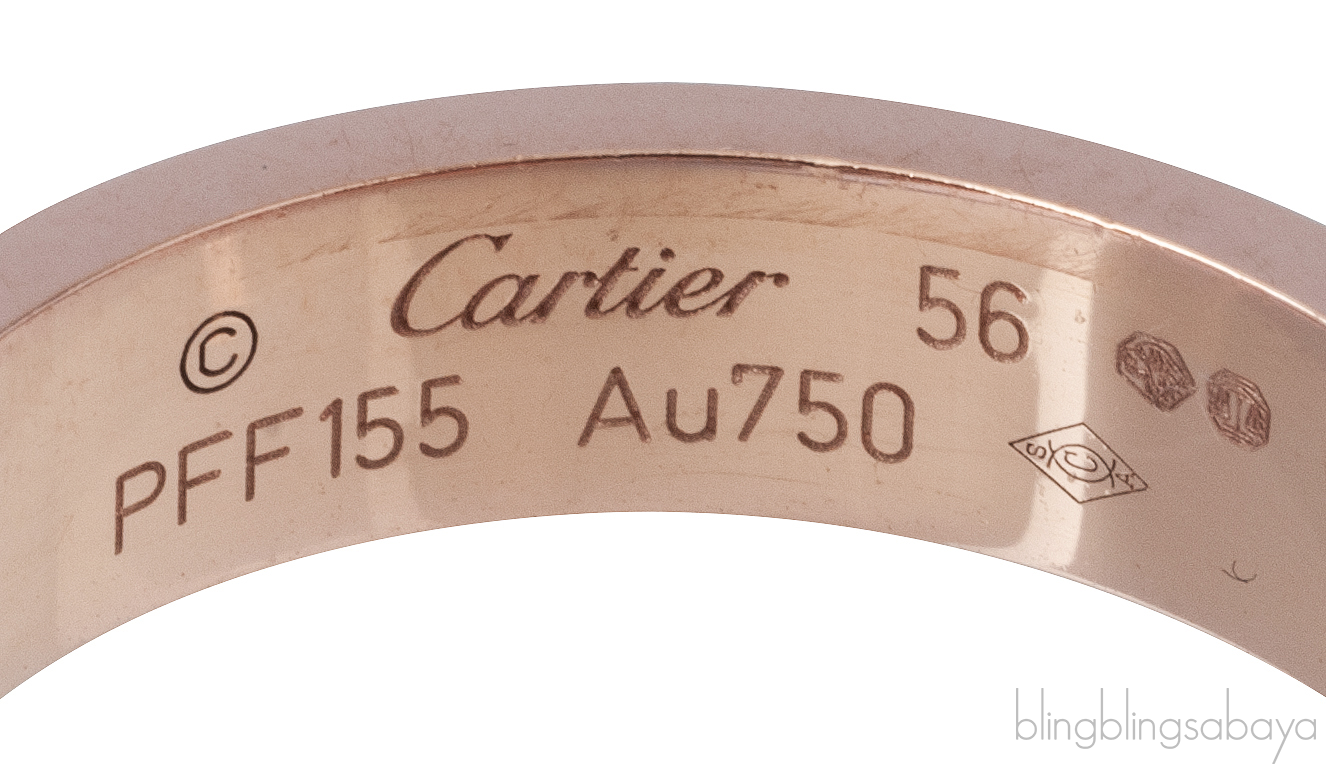 © Cartier 56
PFF155 Au750
S C A
blingblingsabaya